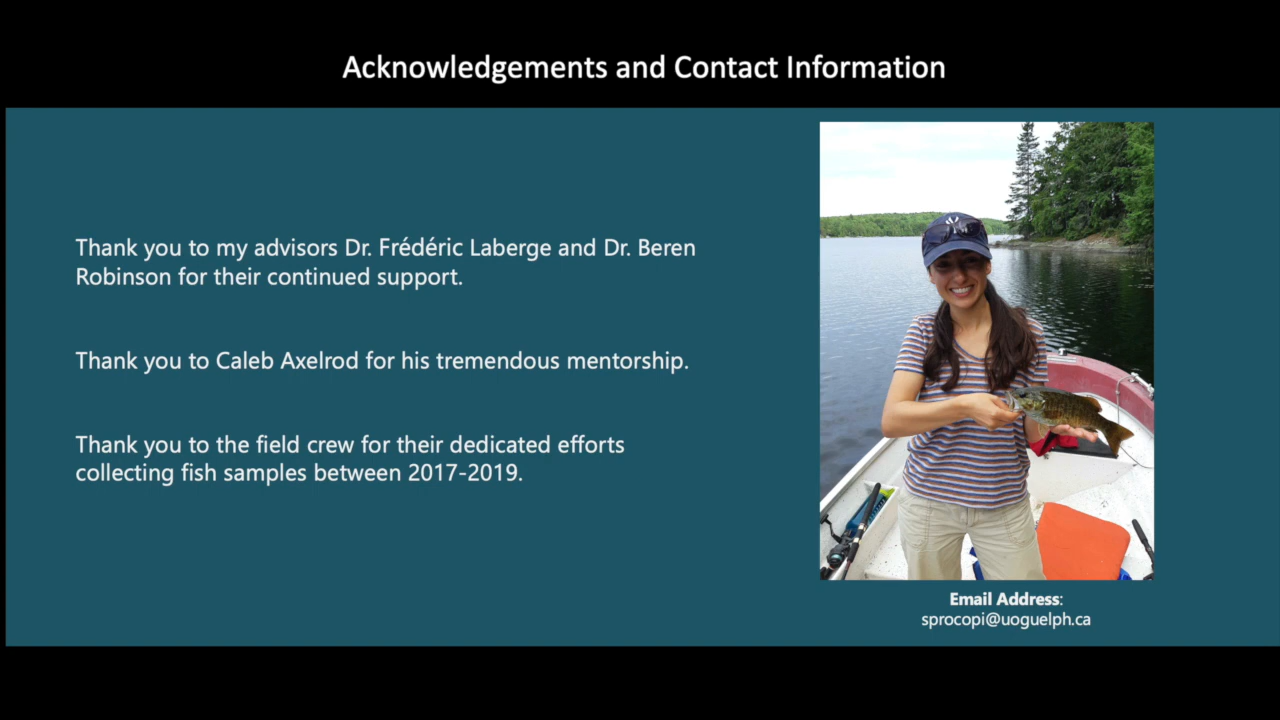 Acknowledgements and Contact Information
Thank you to my advisors Dr. Frédéric Laberge and Dr. Beren
Robinson for their continued support.
Thank you to Caleb Axelrod for his tremendous mentorship.
Thank you to the field crew for their dedicated efforts
collecting fish samples between 2017-2019.
Email Address:
sprocopi@uoguelph.ca